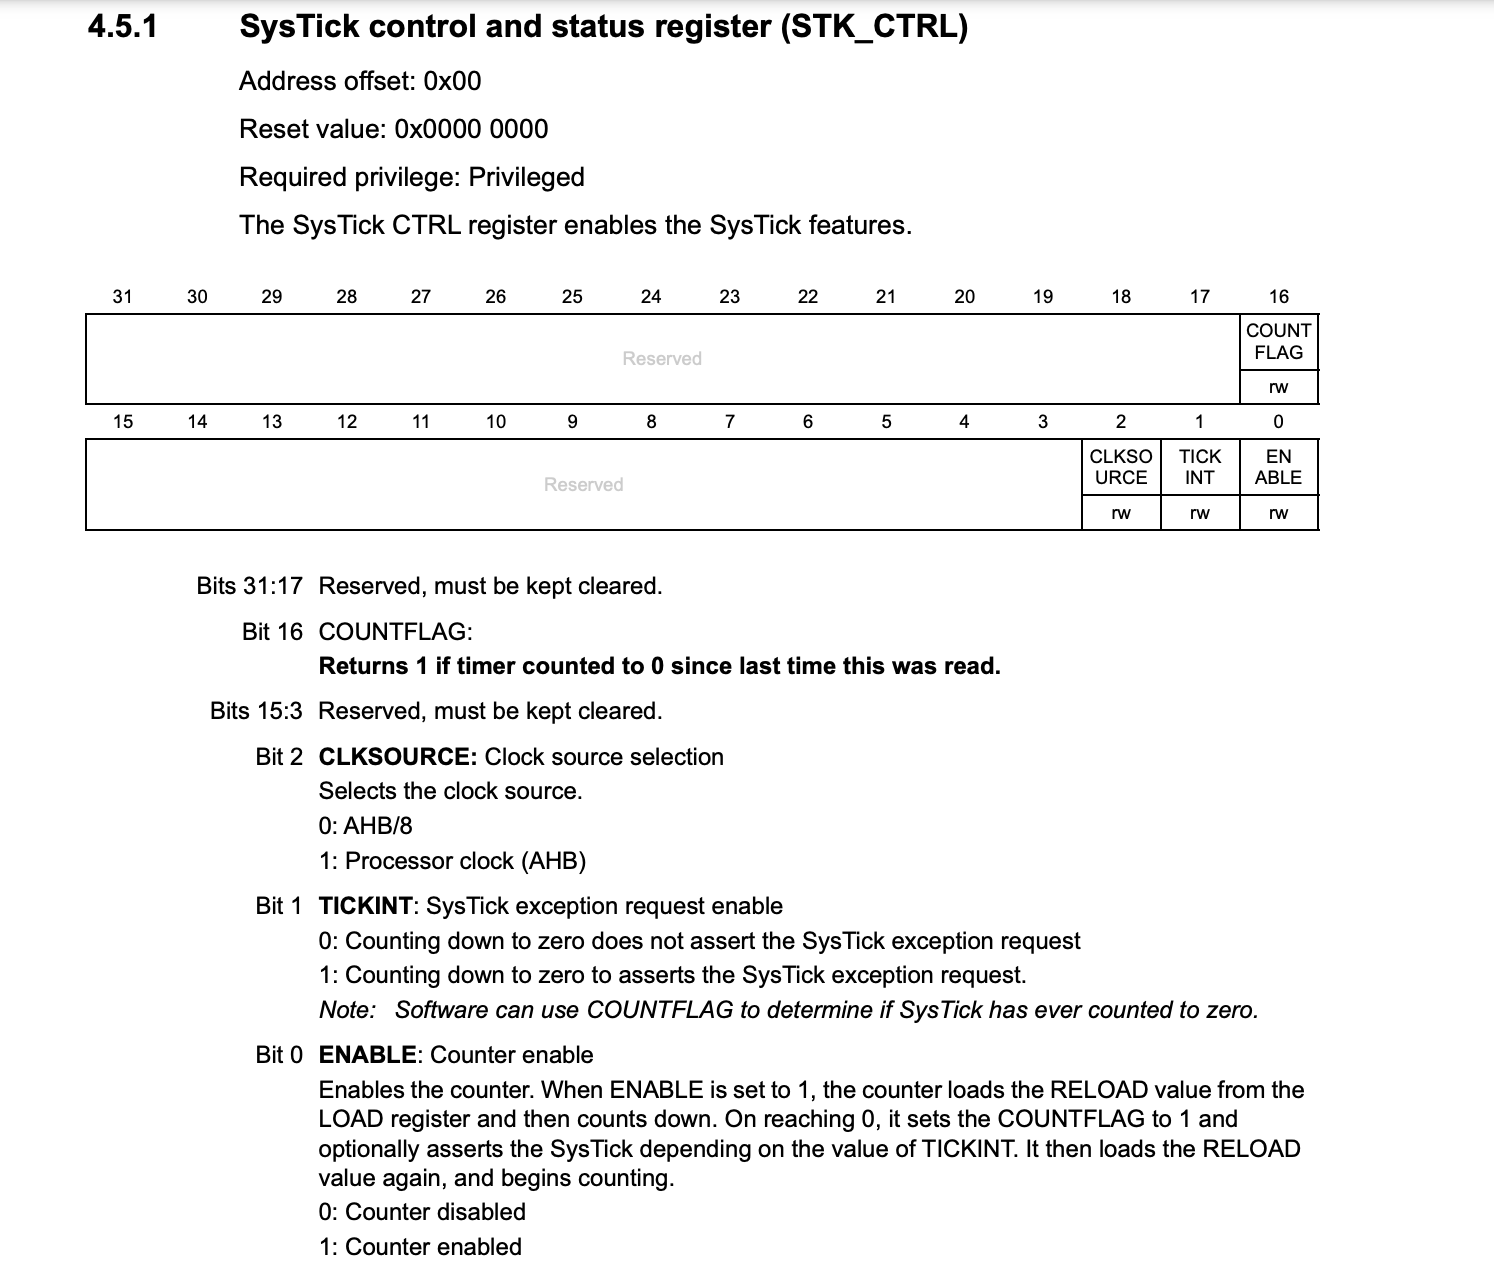 4.5.1 SysTick control and status register (STK_CTRL)
Address offset: 0x00
Reset value: 0x0000 0000
Required privilege: Privileged
The SysTick CTRL register enables the SysTick features.
31 30 29 28 27 26 25 24 23 22 21 20 19 18 17 16
Reserved
COUNT
FLAG
rw
15 14 13 12 11 10 9 8 7 6 5 4 3 2 1 0
Reserved
CLKSO
URCE
TICK
INT
EN
ABLE
rw rw rw
Bits 31:17 Reserved, must be kept cleared.
Bit 16 COUNTFLAG:
Returns 1 if timer counted to 0 since last time this was read.
Bits 15:3 Reserved, must be kept cleared.
Bit 2 CLKSOURCE: Clock source selection
Selects the clock source.
0: AHB/8
1: Processor clock (AHB)
Bit 1 TICKINT: SysTick exception request enable
0: Counting down to zero does not assert the SysTick exception request
1: Counting down to zero to asserts the SysTick exception request.
Note: Software can use COUNTFLAG to determine if SysTick has ever counted to zero.
Bit 0 ENABLE: Counter enable
Enables the counter. When ENABLE is set to 1, the counter loads the RELOAD value from the
LOAD register and then counts down. On reaching 0, it sets the COUNTFLAG to 1 and
optionally asserts the SysTick depending on the value of TICKINT. It then loads the RELOAD
value again, and begins counting.
0: Counter disabled
1: Counter enabled